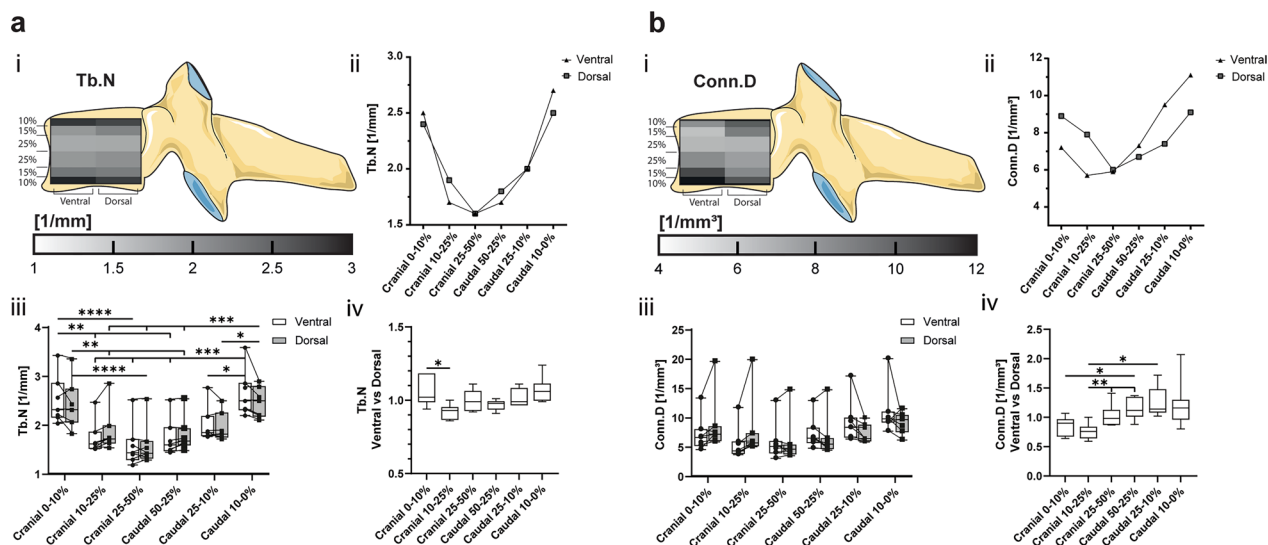 a
i
Tb.N
10%
15%
25%
25%
15%
10%
Ventral
Dorsal
[1/mm]
1
1.5
2
2.5
3
ii
Tb.N [1/mm]
3.0
2.5
2.0
1.5
Ventral
Dorsal
Cranial 0-10%
Cranial 10-25%
Cranial 25-50%
Caudal 50-25%
Caudal 25-10%
Caudal 10-0%
iii
Tb.N [1/mm]
4
3
2
1
****
**
***
**
*
***
****
*
Ventral
Dorsal
Cranial 0-10%
Cranial 10-25%
Cranial 25-50%
Caudal 50-25%
Caudal 25-10%
Caudal 10-0%
iv
Tb.N
Ventral vs Dorsal
1.5
1.0
0.5
*
Cranial 0-10%
Cranial 10-25%
Cranial 25-50%
Caudal 50-25%
Caudal 25-10%
Caudal 10-0%
b
i
Conn.D
10%
15%
25%
25%
15%
10%
Ventral
Dorsal
[1/mm³]
4
6
8
10
12
ii
Conn.D [1/mm³]
12
10
8
6
4
Ventral
Dorsal
Cranial 0-10%
Cranial 10-25%
Cranial 25-50%
Caudal 50-25%
Caudal 25-10%
Caudal 10-0%
iii
Conn.D [1/mm³]
25
20
15
10
5
0
Ventral
Dorsal
Cranial 0-10%
Cranial 10-25%
Cranial 25-50%
Caudal 50-25%
Caudal 25-10%
Caudal 10-0%
iv
Conn.D [1/mm³]
Ventral vs Dorsal
2.5
2.0
1.5
1.0
0.5
0.0
*
*
**
Cranial 0-10%
Cranial 10-25%
Cranial 25-50%
Caudal 50-25%
Caudal 25-10%
Caudal 10-0%